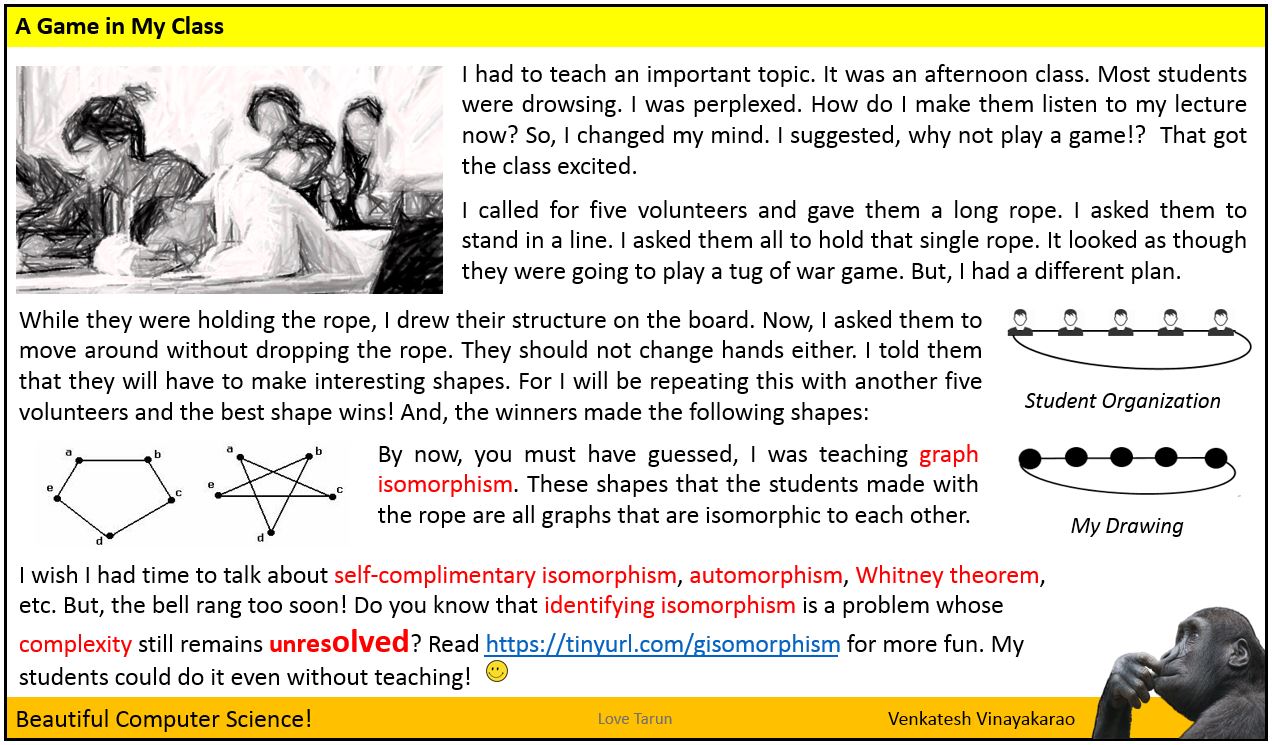 A Game in My Class
I had to teach an important topic. It was an afternoon class. Most students
were drowsing. I was perplexed. How do I make them listen to my lecture
now? So, I changed my mind. I suggested, why not play a game!? That got
the class excited.
I called for five volunteers and gave them a long rope. I asked them to
stand in a line. I asked them all to hold that single rope. It looked as though
they were going to play a tug of war game. But, I had a different plan.
While they were holding the rope, I drew their structure on the board. Now, I asked them to
move around without dropping the rope. They should not change hands either. I told them
that they will have to make interesting shapes. For I will be repeating this with another five
volunteers and the best shape wins! And, the winners made the following shapes:
Student Organization
a
b
c
d
e
a
b
c
d
e
By now, you must have guessed, I was teaching graph
isomorphism. These shapes that the students made with
the rope are all graphs that are isomorphic to each other.
My Drawing
I wish I had time to talk about self-complimentary isomorphism, automorphism, Whitney theorem,
etc. But, the bell rang too soon! Do you know that identifying isomorphism is a problem whose
complexity still remains unresolved? Read https://tinyurl.com/gisomorphism for more fun. My
students could do it even without teaching!
Beautiful Computer Science!
Love Tarun
Venkatesh Vinayakarao